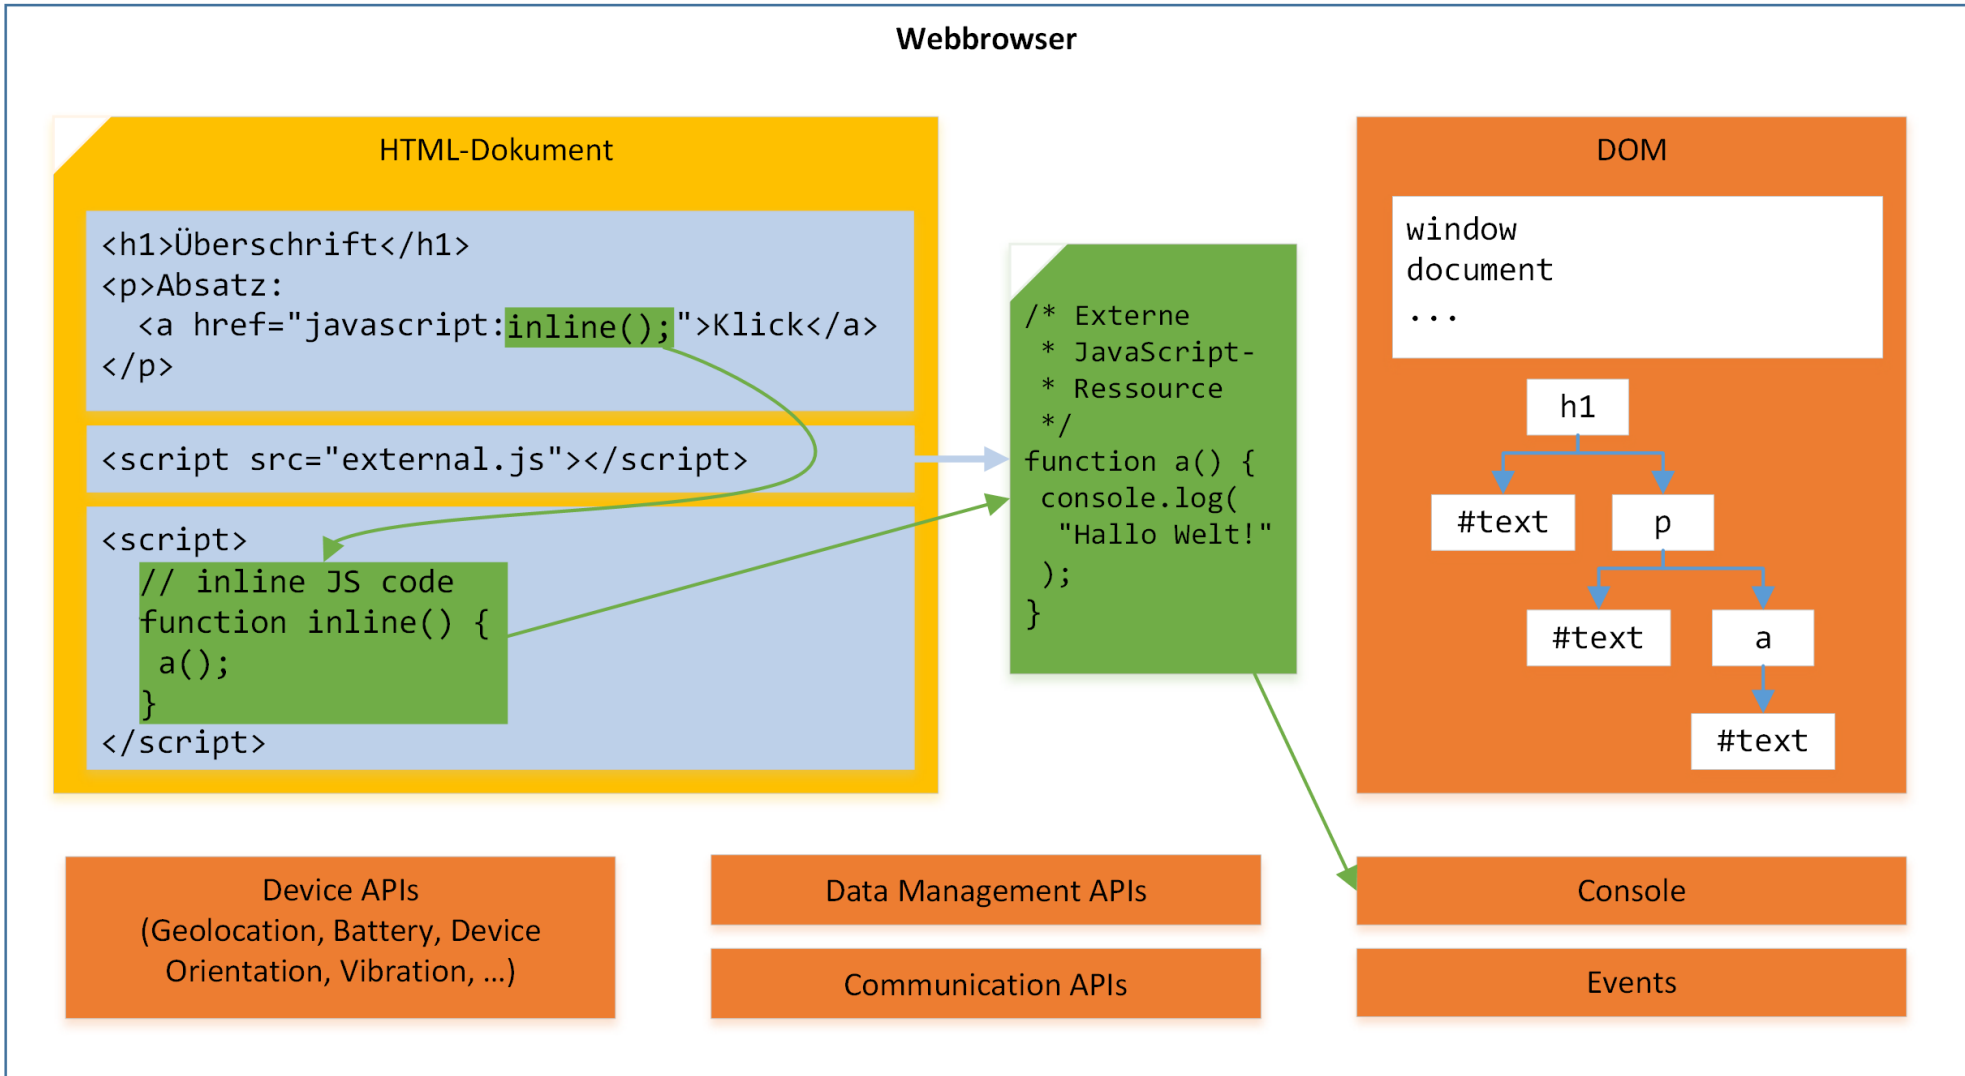 Webbrowser
HTML-Dokument
<h1>Überschrift</h1>
<p>Absatz:
  <a href="javascript:inline();">Klick</a>
</p>
<script src="external.js"></script>
<script>
  // inline JS code
  function inline() {
   a();
  }
</script>
/* Externe
 * JavaScript-
 * Ressource
 */
function a() {
 console.log(
  "Hallo Welt!"
 );
}
DOM
window
document
...
h1
#text
p
#text
a
#text
Device APIs
(Geolocation, Battery, Device
Orientation, Vibration, ...)
Data Management APIs
Communication APIs
Console
Events